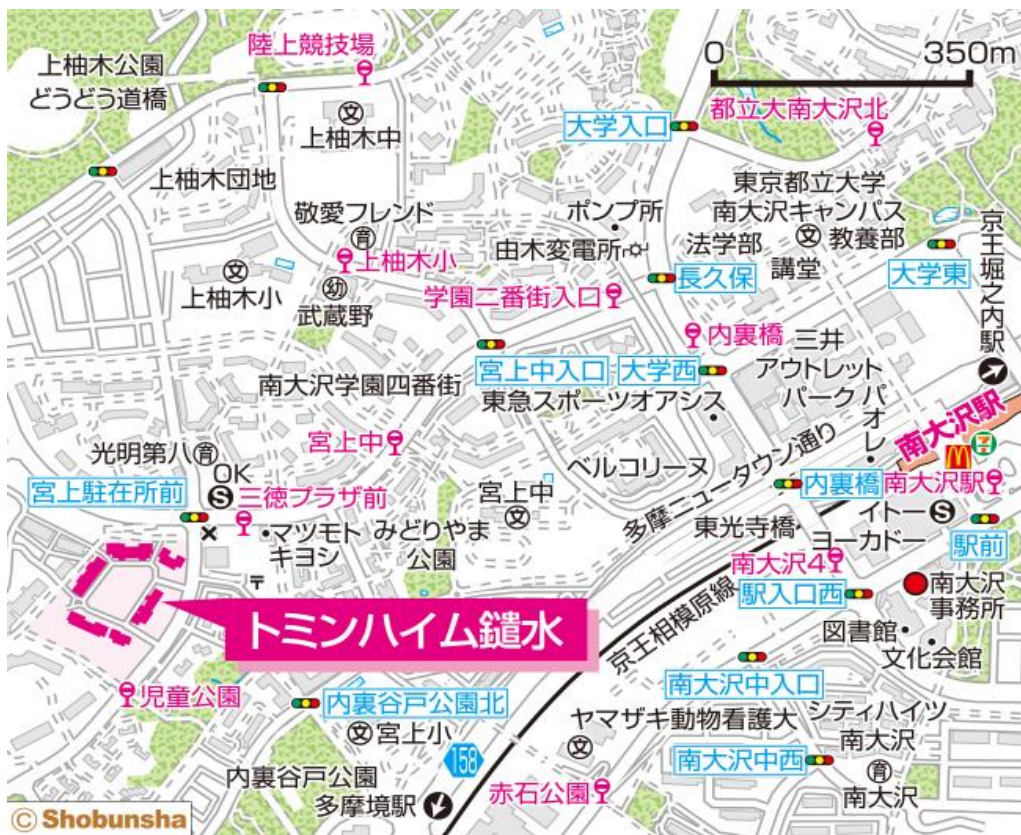 陸上競技場
0 350m
上柚木公園
どうどう道橋
上柚木中
文
大学入口
都立大南大沢北
上柚木団地
東京都立大学
南大沢キャンパス
法学部
文
教養部
講堂
敬愛フレンド
育
ポンプ所
由木変電所
大学東
京王堀之内駅
文
上柚木小
上柚木小
幼
武蔵野
学園二番街入口
長久保
内裏橋
三井
アウトレット
パーク
パオレ
宮上中入口
大学西
東急スポーツオアシス
南大沢学園四番街
南大沢駅
光明第八
育
宮上中
OK
S
ベルコリーヌ
多摩ニュータウン通り
宮上駐在所前
三徳プラザ前
宮上中
文
内裏橋
南大沢駅
マツモト
キヨシ
みどりやま
公園
東光寺橋
イトー
ヨーカドー
S
駅前
南大沢4
駅入口西
南大沢
事務所
〒
トミンハイム鑓水
京王相模原線
図書館
文化会館
児童公園
内裏谷戸公園北
南大沢中入口
文
宮上小
ヤマザキ動物看護大
文
シティハイツ
南大沢
158
南大沢中西
育
南大沢
内裏谷戸公園
多摩境駅
赤石公園
© Shobunsha